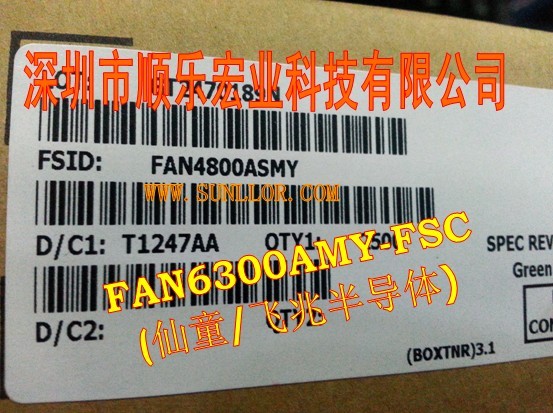 深圳市顺乐宏业科技有限公司
FSID: FAN4800ASMY
WWW.SUNLLOR.COM
D/C1: T1247AA QTY1:
SPEC REV
FAN6300AMY-FSC
Green
(仙童/飞兆半导体)
D/C2:
(BOXTNR)3.1